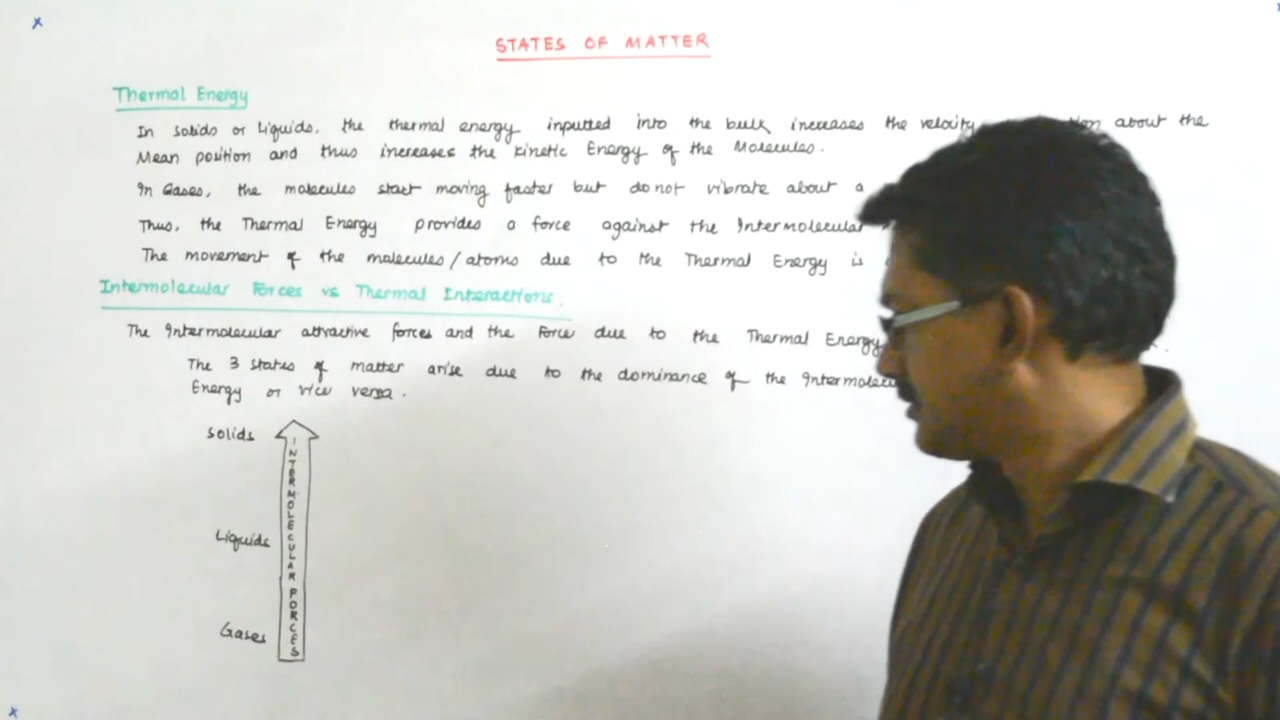 STATES OF MATTER
Thermal Energy
In Solids or Liquids, the thermal energy inputted into the bulk increases the velocity about the
Mean position and thus increases the kinetic Energy of the Molecules.
In Gases, the molecules start moving faster but do not vibrate about a
Thus, the Thermal Energy provides a force against the Intermolecular
The movement of the molecules/atoms due to the Thermal Energy is
Intermolecular Forces vs Thermal Interactions.
The Intermolecular attractive forces and the Force due to the Thermal Energy
The 3 States of matter arise due to the dominance of the
Energy or vice versa.
Solids
Liquids
Gases
INTERMOLECULAR FORCES